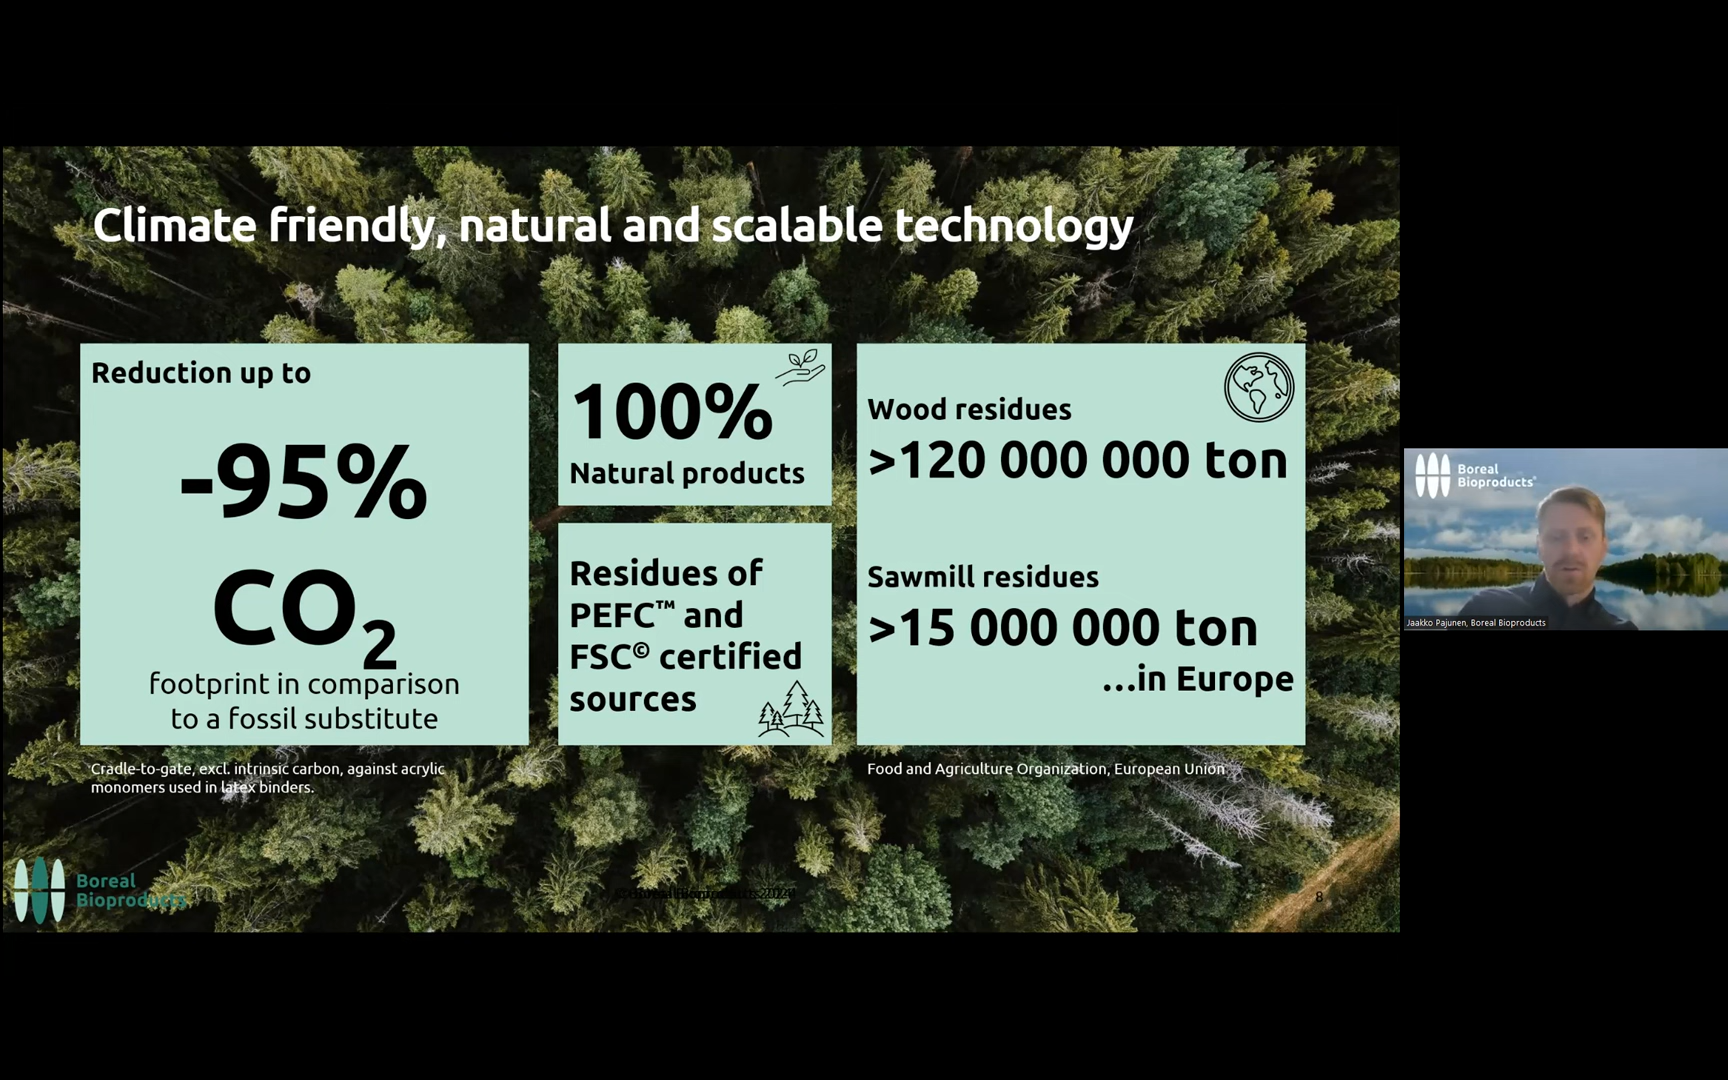 Climate friendly, natural and scalable technology
Reduction up to
-95%
CO₂
footprint in comparison
to a fossil substitute
Cradle-to-gate, excl. intrinsic carbon, against acrylic
monomers used in latex binders.
100%
Natural products
Residues of
PEFC™ and
FSC© certified
sources
Wood residues
>120 000 000 ton
Sawmill residues
>15 000 000 ton
...in Europe
Food and Agriculture Organization, European Union
Boreal
Bioproducts
© Boreal Bioproducts 2024
8
Boreal
Bioproducts
Jaakko Pajunen, Boreal Bioproducts